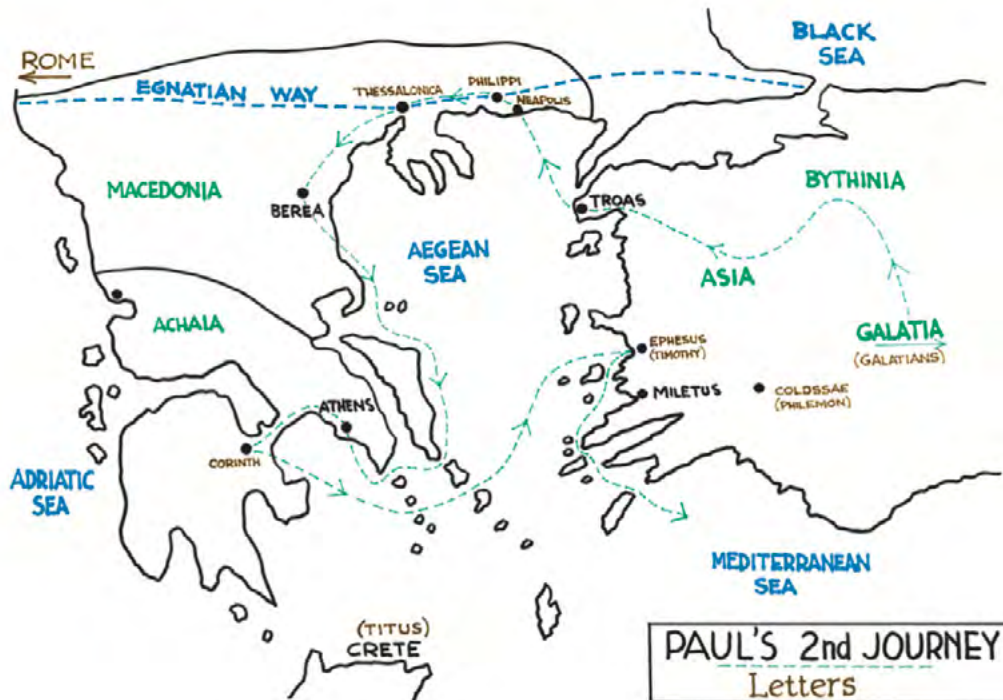 BLACK
SEA
ROME
EGNATIAN WAY
THESSALONICA
PHILIPPI
NEAPOLIS
MACEDONIA
BEREA
TROAS
BYTHINIA
AEGEAN
SEA
ASIA
ACHAIA
GALATIA
(GALATIANS)
EPHESUS
(TIMOTHY)
MILETUS
COLOSSAE
(PHILEMON)
ATHENS
CORINTH
ADRIATIC
SEA
MEDITERRANEAN
SEA
(TITUS)
CRETE
PAUL'S 2nd JOURNEY
Letters